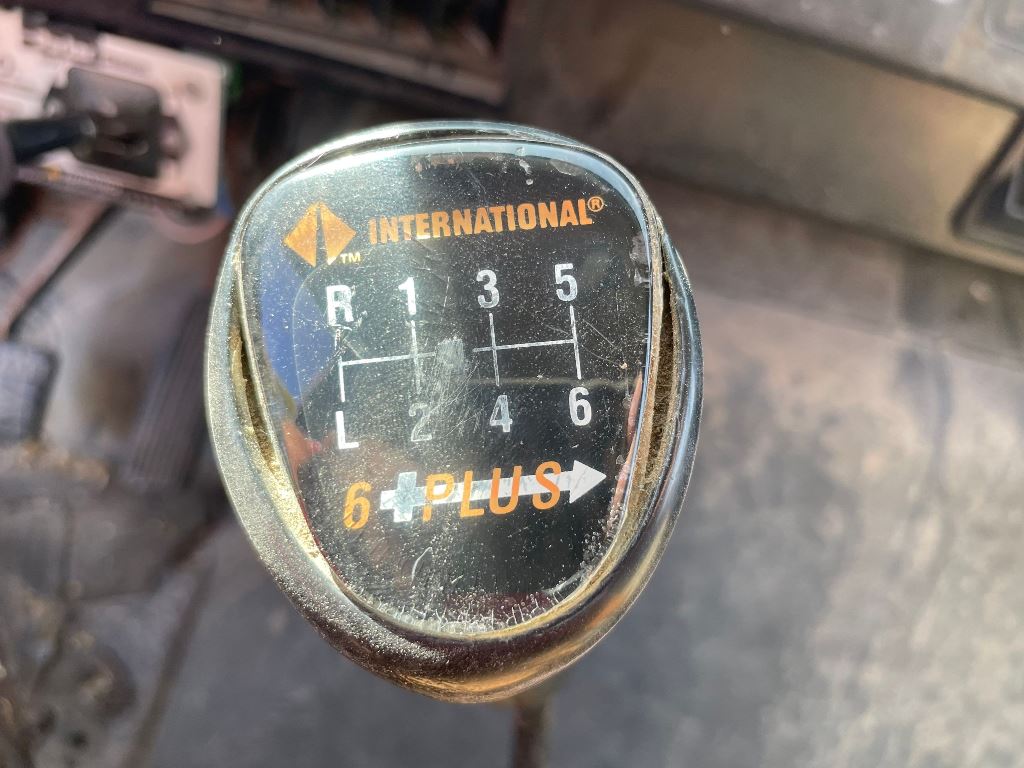 INTERNATIONAL®
TM
R 1 3 5
L 2 4 6
6 + PLUS